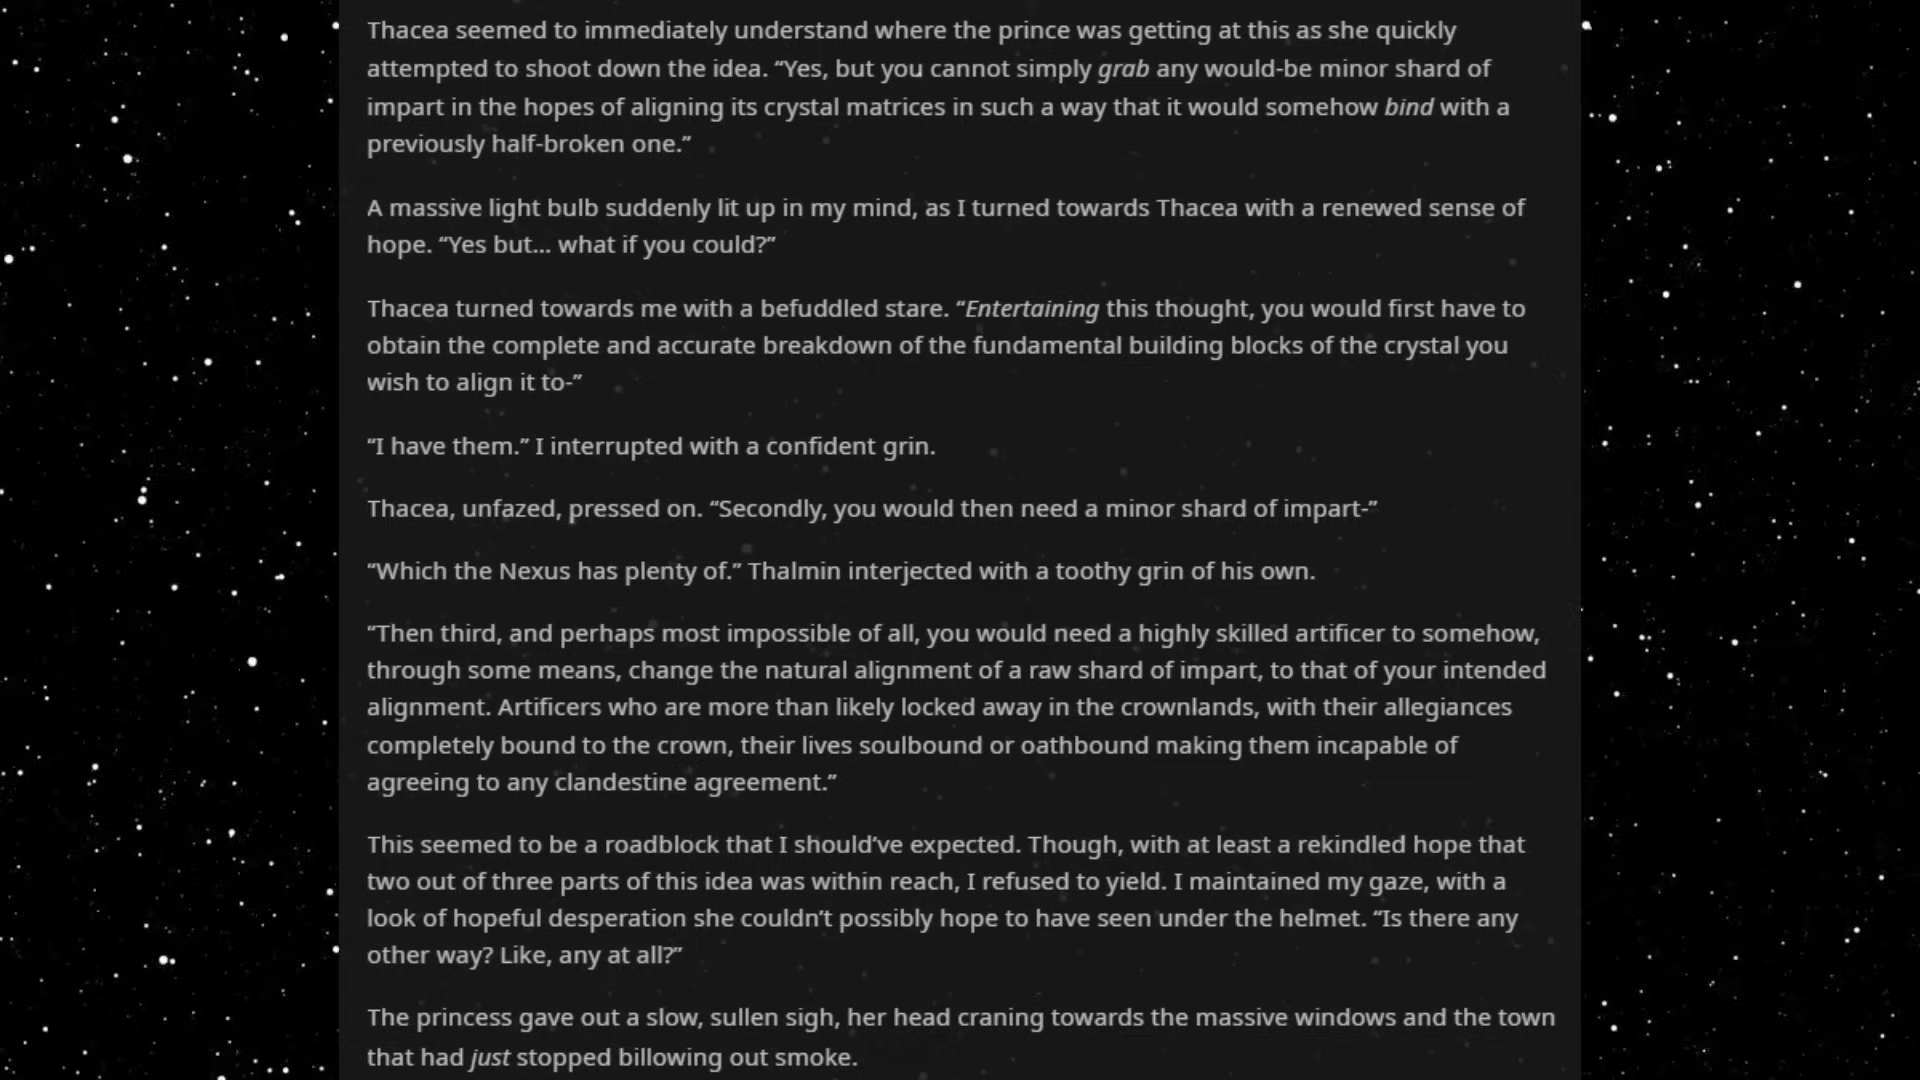 Thacea seemed to immediately understand where the prince was getting at this as she quickly
attempted to shoot down the idea. “Yes, but you cannot simply grab any would-be minor shard of
impart in the hopes of aligning its crystal matrices in such a way that it would somehow bind with a
previously half-broken one.”
A massive light bulb suddenly lit up in my mind, as I turned towards Thacea with a renewed sense of
hope. “Yes but... what if you could?”
Thacea turned towards me with a befuddled stare. “Entertaining this thought, you would first have to
obtain the complete and accurate breakdown of the fundamental building blocks of the crystal you
wish to align it to-”
“I have them.” I interrupted with a confident grin.
Thacea, unfazed, pressed on. “Secondly, you would then need a minor shard of impart-”
“Which the Nexus has plenty of.” Thalmin interjected with a toothy grin of his own.
“Then third, and perhaps most impossible of all, you would need a highly skilled artificer to somehow,
through some means, change the natural alignment of a raw shard of impart, to that of your intended
alignment. Artificers who are more than likely locked away in the crownlands, with their allegiances
completely bound to the crown, their lives soulbound or oathbound making them incapable of
agreeing to any clandestine agreement.”
This seemed to be a roadblock that I should’ve expected. Though, with at least a rekindled hope that
two out of three parts of this idea was within reach, I refused to yield. I maintained my gaze, with a
look of hopeful desperation she couldn’t possibly hope to have seen under the helmet. “Is there any
other way? Like, any at all?”
The princess gave out a slow, sullen sigh, her head craning towards the massive windows and the town
that had just stopped billowing out smoke.